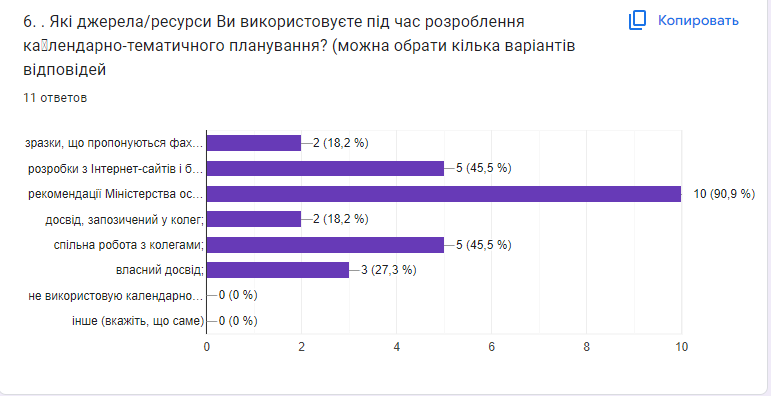 6. . Які джерела/ресурси Ви використовуєте під час розроблення
ка▯лендарно-тематичного планування? (можна обрати кілька варіантів
відповідей
Копировать
11 ответов
зразки, що пропонуються фах...
2 (18,2 %)
розробки з Інтернет-сайтів і б...
5 (45,5 %)
рекомендації Міністерства ос...
10 (90,9 %)
досвід, запозичений у колег;
2 (18,2 %)
спільна робота з колегами;
5 (45,5 %)
власний досвід;
3 (27,3 %)
не використовую календарно...
0 (0 %)
інше (вкажіть, що саме)
0 (0 %)
0 2 4 6 8 10